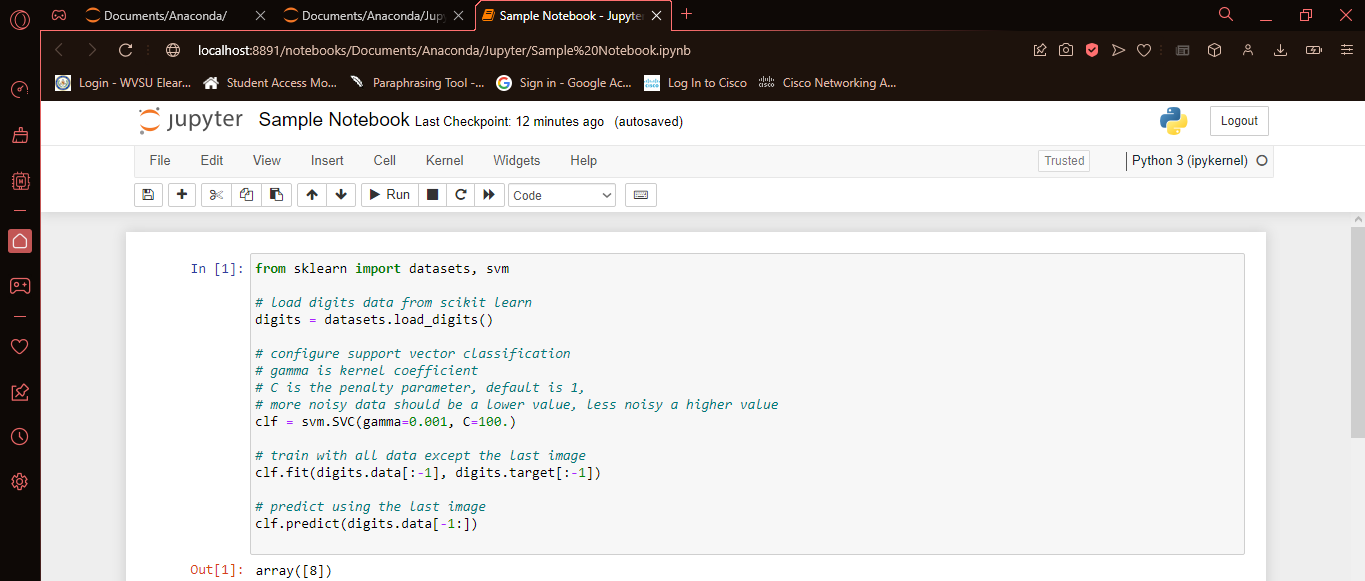 Documents/Anaconda/
Documents/Anaconda/Jup
Sample Notebook - Jupyte
localhost:8891/notebooks/Documents/Anaconda/Jupyter/Sample%20Notebook.ipynb
Login - WVSU Elear... Student Access Mo... Paraphrasing Tool -... Sign in - Google Ac... Log In to Cisco Cisco Networking A...
jupyter Sample Notebook Last Checkpoint: 12 minutes ago (autosaved) Logout
File Edit View Insert Cell Kernel Widgets Help Trusted Python 3 (ipykernel)
Run Code
In [1]: from sklearn import datasets, svm
# load digits data from scikit learn
digits = datasets.load_digits()
# configure support vector classification
# gamma is kernel coefficient
# C is the penalty parameter, default is 1,
# more noisy data should be a lower value, less noisy a higher value
clf = svm.SVC(gamma=0.001, C=100.)
# train with all data except the last image
clf.fit(digits.data[:-1], digits.target[:-1])
# predict using the last image
clf.predict(digits.data[-1:])
Out[1]: array([8])